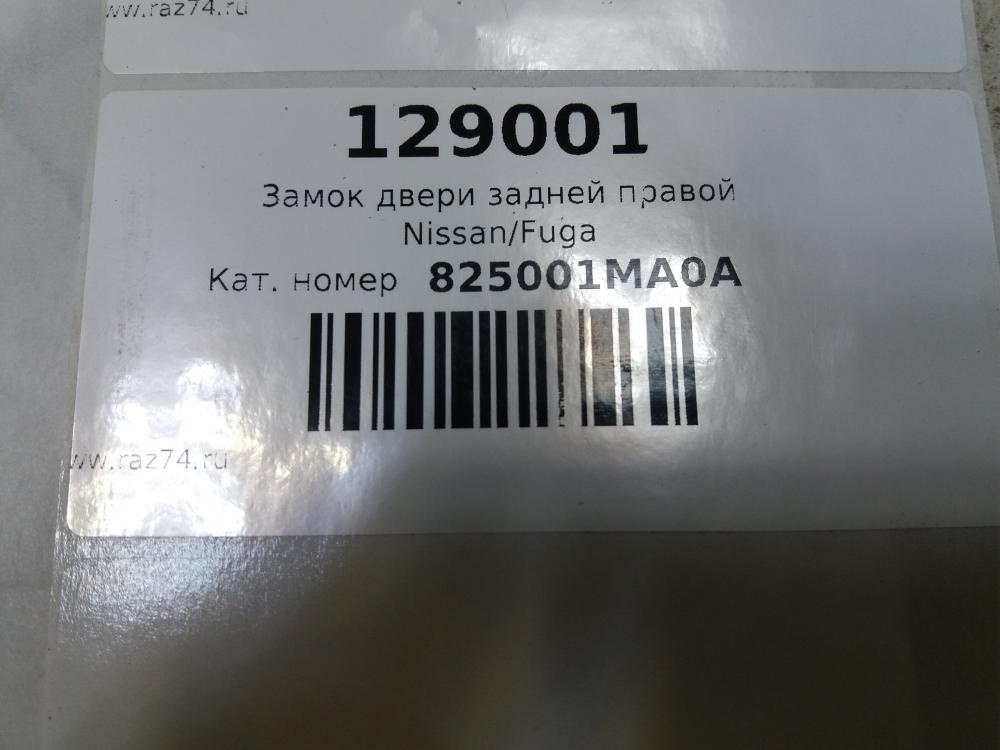 ww.raz74.ru
129001
Замок двери задней правой
Nissan/Fuga
Кат. номер 825001MA0A
ww.raz74.ru